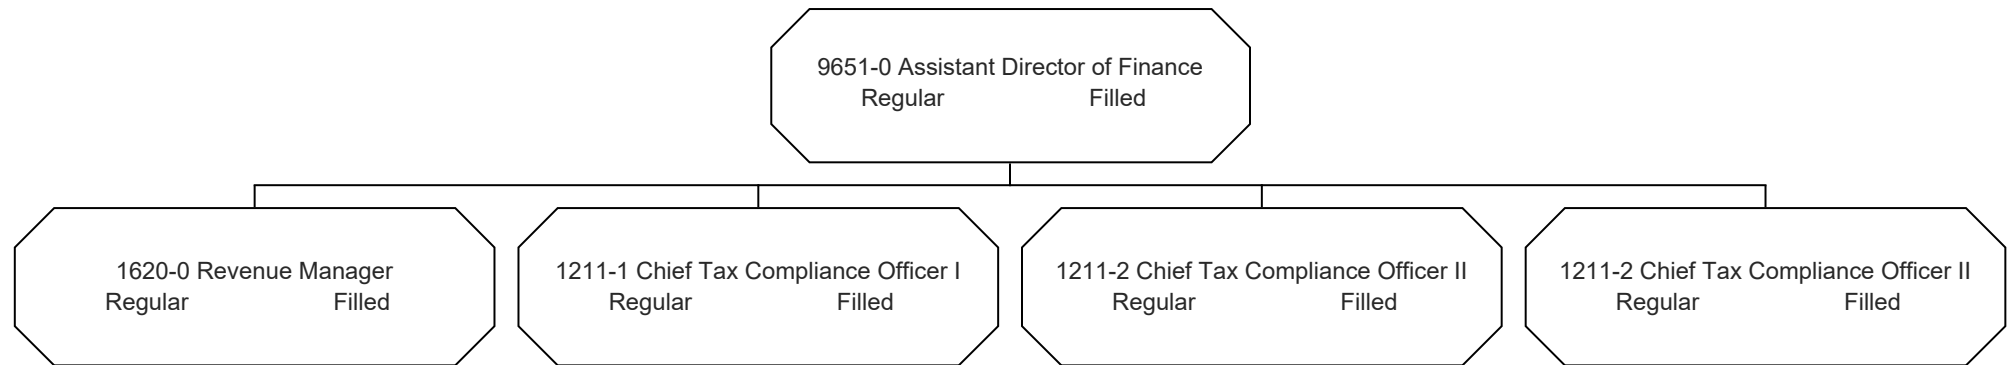 9651-0 Assistant Director of Finance
Regular Filled
1620-0 Revenue Manager
Regular Filled
1211-1 Chief Tax Compliance Officer I
Regular Filled
1211-2 Chief Tax Compliance Officer II
Regular Filled
1211-2 Chief Tax Compliance Officer II
Regular Filled